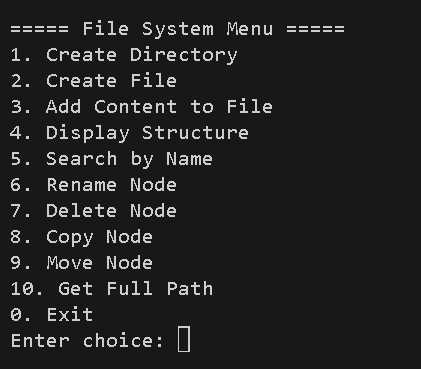 ===== File System Menu =====
1. Create Directory
2. Create File
3. Add Content to File
4. Display Structure
5. Search by Name
6. Rename Node
7. Delete Node
8. Copy Node
9. Move Node
10. Get Full Path
0. Exit
Enter choice: